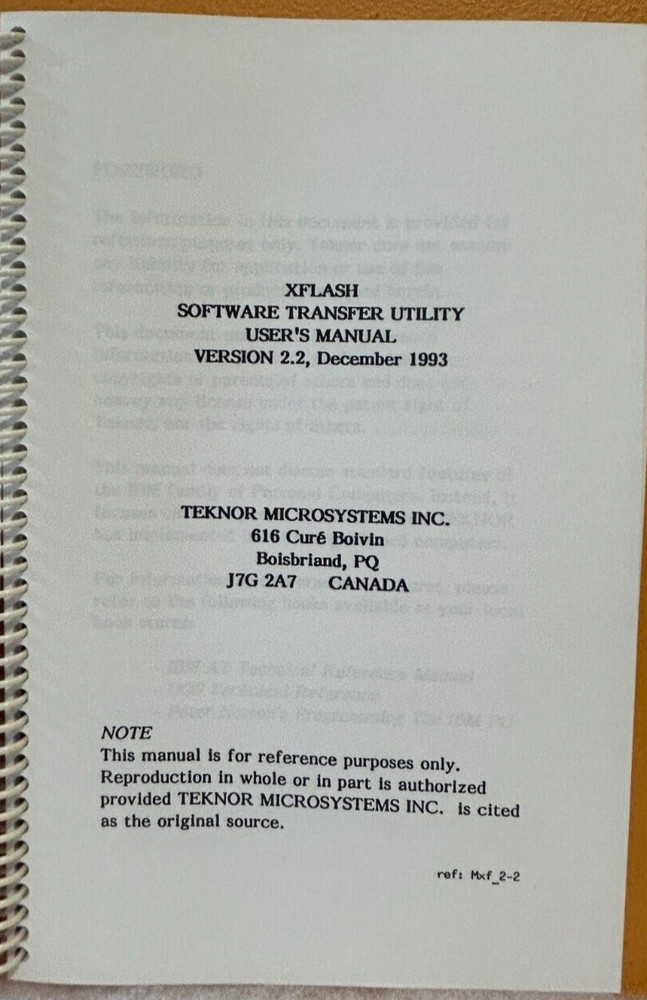 XFLASH
SOFTWARE TRANSFER UTILITY
USER'S MANUAL
VERSION 2.2, December 1993
TEKNOR MICROSYSTEMS INC.
616 Curé Boivin
Boisbriand, PQ
J7G 2A7 CANADA
NOTE
This manual is for reference purposes only.
Reproduction in whole or in part is authorized
provided TEKNOR MICROSYSTEMS INC. is cited
as the original source.
ref: Mxf_2-2